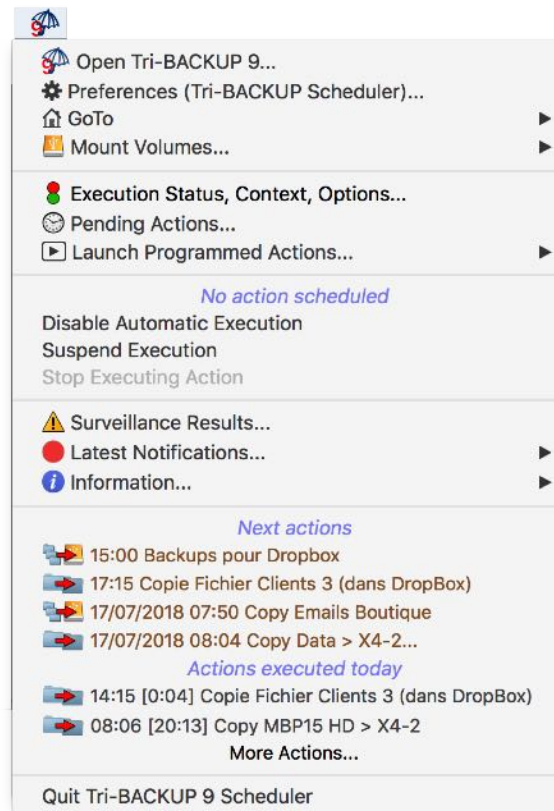 9
9 Open Tri-BACKUP 9...
Preferences (Tri-BACKUP Scheduler)...
GoTo
Mount Volumes...
Execution Status, Context, Options...
Pending Actions...
Launch Programmed Actions...
No action scheduled
Disable Automatic Execution
Suspend Execution
Stop Executing Action
Surveillance Results...
Latest Notifications...
i Information...
Next actions
15:00 Backups pour Dropbox
17:15 Copie Fichier Clients 3 (dans DropBox)
17/07/2018 07:50 Copy Emails Boutique
17/07/2018 08:04 Copy Data > X4-2...
Actions executed today
14:15 [0:04] Copie Fichier Clients 3 (dans DropBox)
08:06 [20:13] Copy MBP15 HD > X4-2
More Actions...
Quit Tri-BACKUP 9 Scheduler